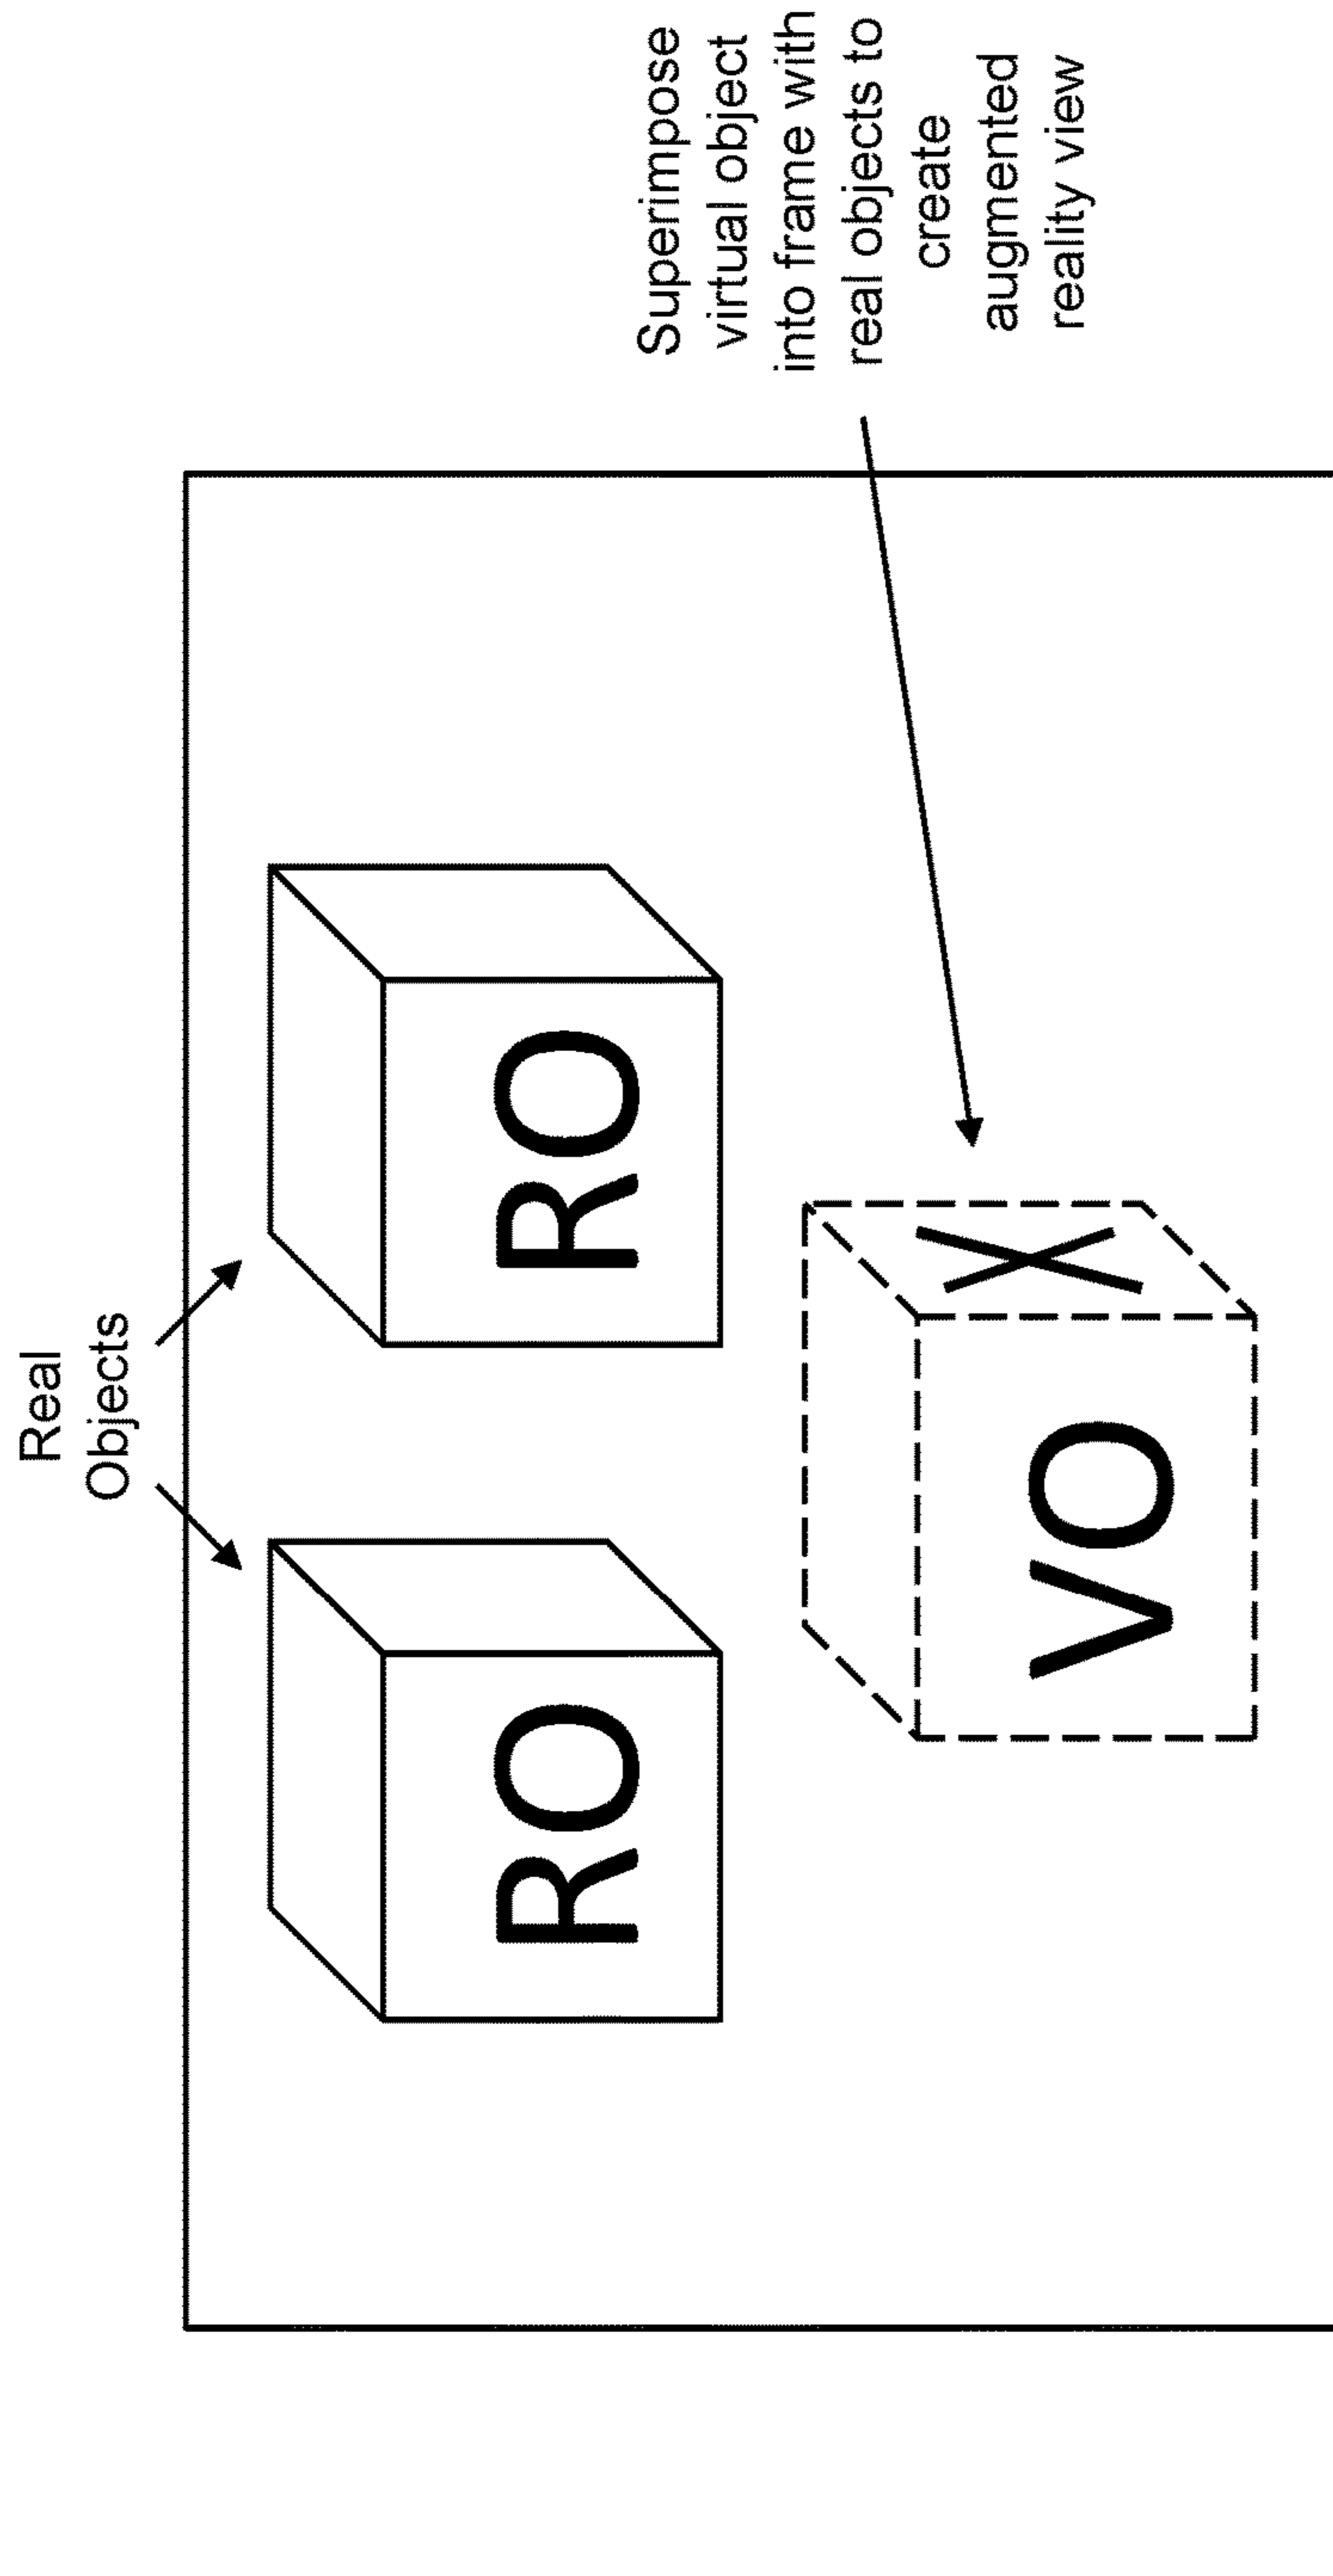 Real
Objects
RO
RO
Superimpose
virtual object
into frame with
real objects to
create
augmented
reality view
VO
X